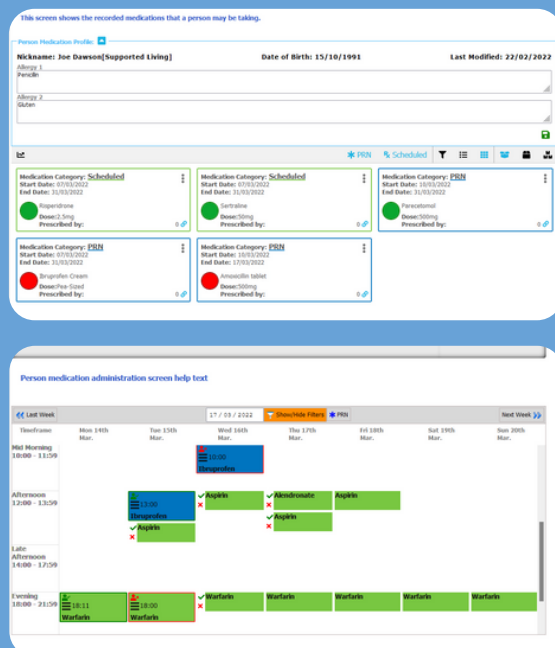 This screen shows the recorded medications that a person may be taking.
Person Medication Profile:
Nickname: Joe Dawson[Supported Living] Date of Birth: 15/10/1991 Last Modified: 22/02/2022
Allergy 1
Pencilin
Allergy 2
Gluten
PRN Scheduled
Medication Category: Scheduled
Start Date: 07/03/2022
End Date: 31/03/2022
Risperidrone
Dose:2.5mg
Prescribed by: 0
Medication Category: Scheduled
Start Date: 07/03/2022
End Date: 31/03/2022
Sertraline
Dose:50mg
Prescribed by: 0
Medication Category: PRN
Start Date: 10/03/2022
End Date: 31/03/2022
Parecetomol
Dose:500mg
Prescribed by: 0
Medication Category: PRN
Start Date: 07/03/2022
End Date: 31/03/2022
Ibruprofen Cream
Dose:Pea-Sized
Prescribed by: 0
Medication Category: PRN
Start Date: 10/03/2022
End Date: 17/03/2022
Amoxicillin tablet
Dose:500mg
Prescribed by: 0
Person medication administration screen help text
Last Week 17 / 03 / 2022 Show/Hide Filters PRN Next Week
Timeframe Mon 14th Tue 15th Wed 16th Thu 17th Fri 18th Sat 19th Sun 20th
Mar. Mar. Mar. Mar. Mar. Mar. Mar.
Mid Morning
10:00 - 11:59 10:00
Ibuprofen
Afternoon Aspirin Alendronate Aspirin
12:00 - 13:59 13:00
Ibuprofen Aspirin
Aspirin
Late
Afternoon
14:00 - 17:59
Evening Warfarin Warfarin Warfarin Warfarin Warfarin
18:00 - 21:59 18:11 18:00
Warfarin Warfarin